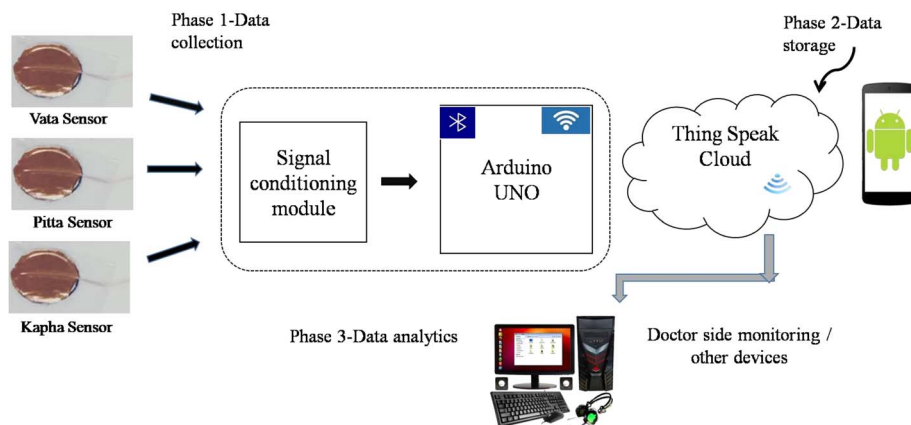 Phase 1-Data
collection
Phase 2-Data
storage
Vata Sensor
Pitta Sensor
Kapha Sensor
Signal
conditioning
module
Arduino
UNO
Thing Speak
Cloud
Phase 3-Data analytics
Doctor side monitoring /
other devices